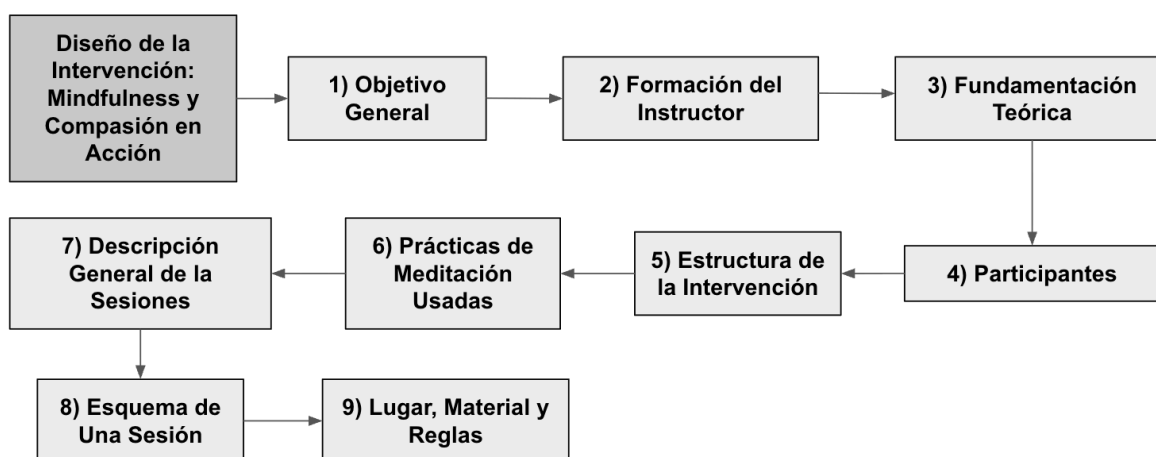 Diseño de la
Intervención:
Mindfulness y
Compasión en
Acción
1) Objetivo
General
2) Formación del
Instructor
3) Fundamentación
Teórica
4) Participantes
5) Estructura de
la Intervención
6) Prácticas de
Meditación
Usadas
7) Descripción
General de la
Sesiones
8) Esquema de
Una Sesión
9) Lugar, Material y
Reglas